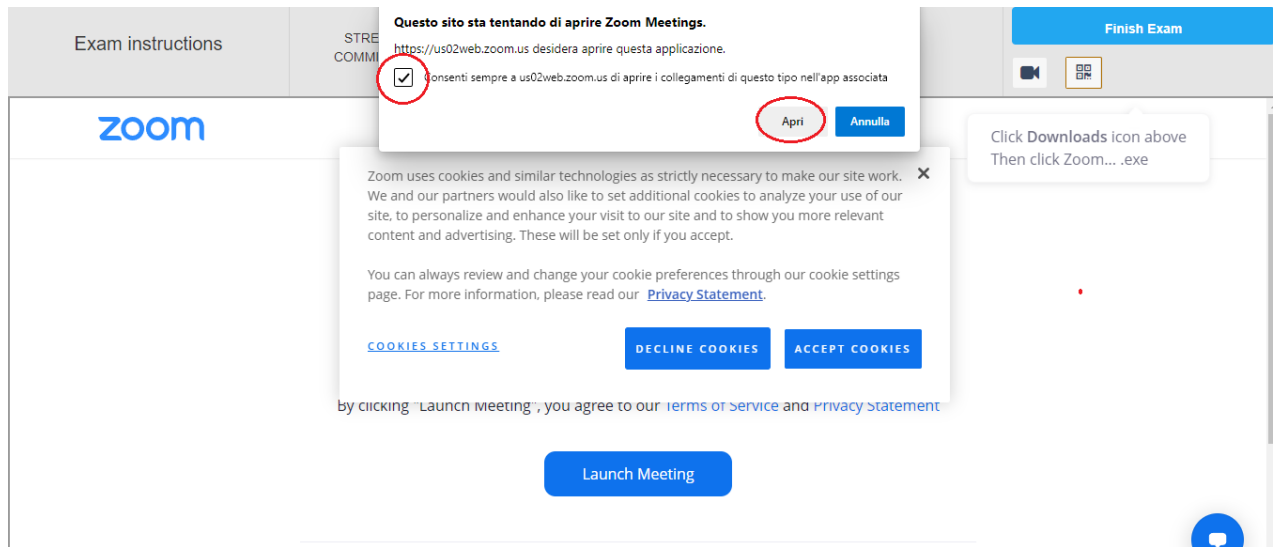 Exam instructions
STRE
COMMI
Questo sito sta tentando di aprire Zoom Meetings.
https://us02web.zoom.us desidera aprire questa applicazione.
Consenti sempre a us02web.zoom.us di aprire i collegamenti di questo tipo nell'app associata
Apri
Annulla
Finish Exam
zoom
Click Downloads icon above
Then click Zoom... .exe
Zoom uses cookies and similar technologies as strictly necessary to make our site work.
We and our partners would also like to set additional cookies to analyze your use of our
site, to personalize and enhance your visit to our site and to show you more relevant
content and advertising. These will be set only if you accept.
You can always review and change your cookie preferences through our cookie settings
page. For more information, please read our Privacy Statement.
COOKIES SETTINGS
DECLINE COOKIES
ACCEPT COOKIES
By clicking "Launch Meeting", you agree to our Terms of Service and Privacy Statement
Launch Meeting